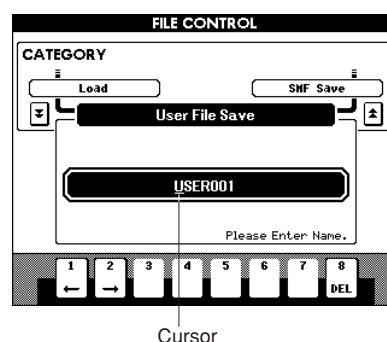 FILE CONTROL
CATEGORY
Load
SMF Save
User File Save
USER001
Please Enter Name.
1 2 3 4 5 6 7 8
← → DEL
Cursor